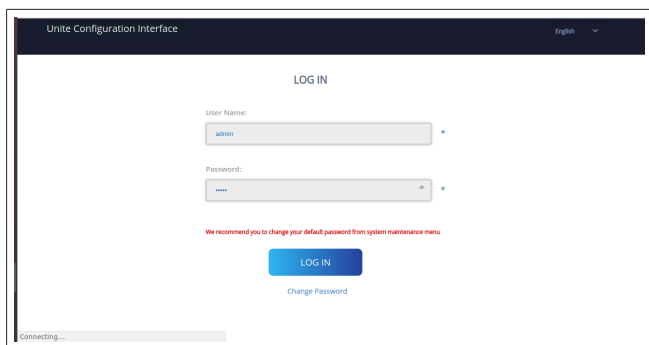 Unite Configuration Interface
English
LOG IN
User Name:
admin
*
Password:
•••••
*
We recommend you to change your default password from system maintenance menu
LOG IN
Change Password
Connecting...